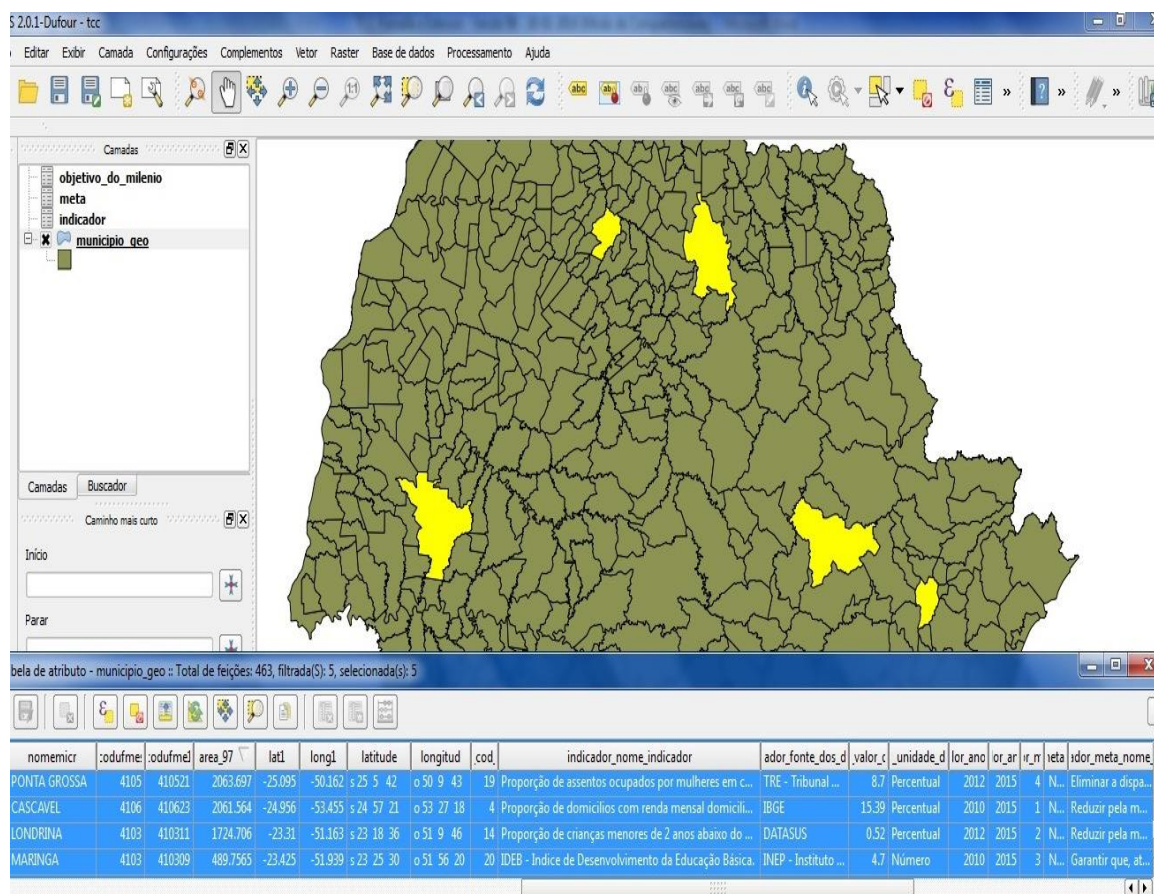 S 2.0.1-Dufour - tcc
Editar Exibir Camada Configurações Complementos Vetor Raster Base de dados Processamento Ajuda
abc abc abc abc abc abc abc
Camadas
objetivo_do_milenio
meta
indicador
municipio_geo
Camadas Buscador
Caminho mais curto
Início
Parar
bela de atributo - municipio_geo :: Total de feições: 463, filtrada(S): 5, selecionada(s): 5
nomemicr area_97 lat1 long1 latitude longitud cod_ indicador_nome_indicador ador_fonte_dos_d _unidade_d lor_ano or_ar
PONTA GROSSA 4105 410521 2063.697 -25.095 -50.162 s 25 5 42 o 50 9 43 19 Proporção de assentos ocupados por mulheres em c... TRE - Tribunal ... 8.7 Percentual 2012 2015 4 N... Eliminar a dispa...
CASCAVEL 4106 410623 2061.564 -24.956 -53.455 s 24 57 21 o 53 27 18 4 Proporção de domicilios com renda mensal domicili... IBGE 15.39 Percentual 2010 2015 1 N... Reduzir pela m...
LONDRINA 4103 410311 1724.706 -23.31 -51.163 s 23 18 36 o 51 9 46 14 Proporção de crianças menores de 2 anos abaixo do ... DATASUS 0.52 Percentual 2012 2015 2 N... Reduzir pela m...
MARINGA 4103 410309 489.7565 -23.425 -51.939 s 23 25 30 o 51 56 20 20 IDEB - Indice de Desenvolvimento da Educação Básica. INEP - Instituto ... 4.7 Número 2010 2015 3 N... Garantir que, at...